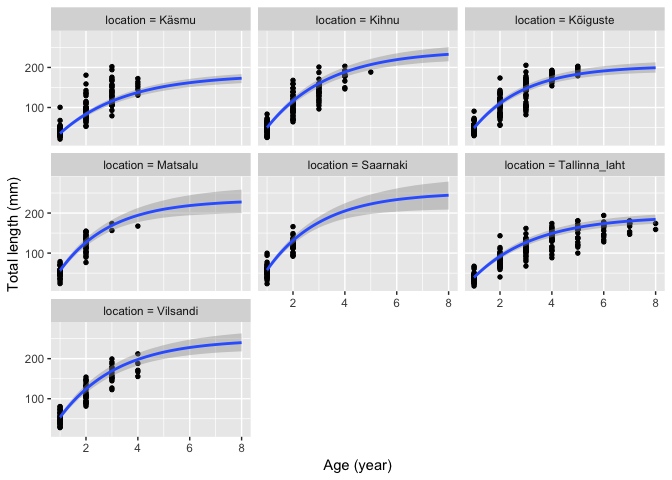 location = Käsmu
location = Kihnu
location = Kõiguste
200
100
location = Matsalu
location = Saarnaki
location = Tallinna_laht
200
100
2 4 6 8
2 4 6 8
location = Vilsandi
200
100
2 4 6 8
Total length (mm)
Age (year)